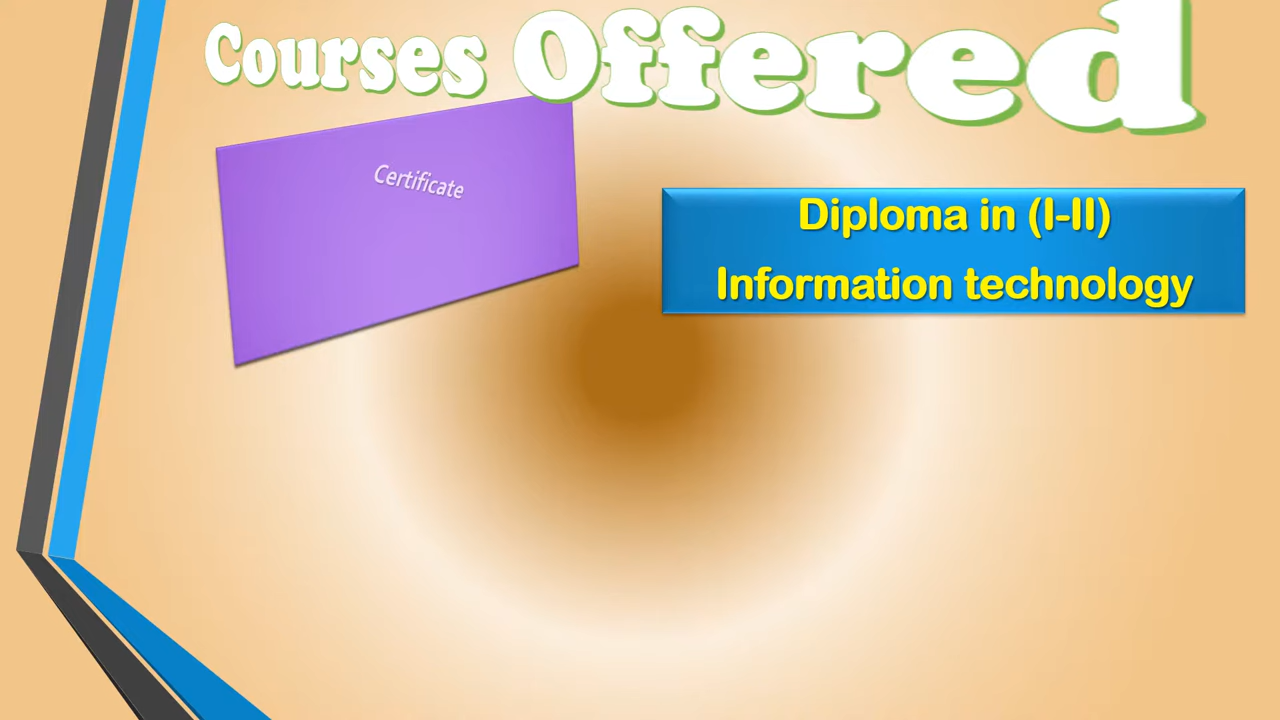 Courses Offered
Certificate
Diploma in (I-II)
Information technology